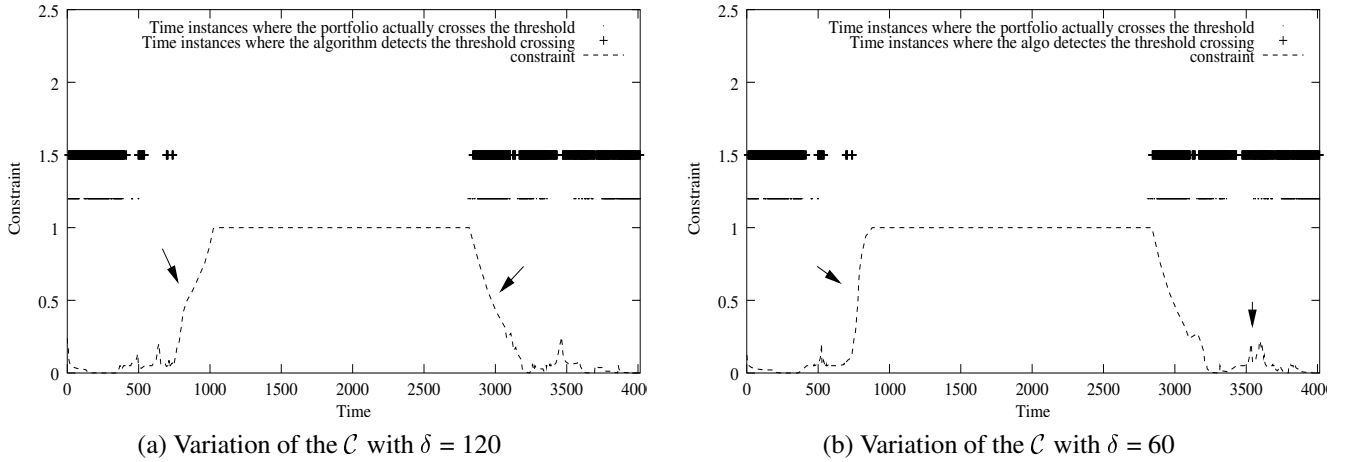 Time instances where the portfolio actually crosses the threshold
Time instances where the algorithm detects the threshold crossing
constraint
2.5
2
1.5
1
0.5
0
Constraint
0 500 1000 1500 2000 2500 3000 3500 400
Time
(a) Variation of the C with δ = 120
Time instances where the portfolio actually crosses the threshold
Time instances where the algo detectes the threshold crossing
constraint
2.5
2
1.5
1
0.5
0
Constraint
0 500 1000 1500 2000 2500 3000 3500 400
Time
(b) Variation of the C with δ = 60